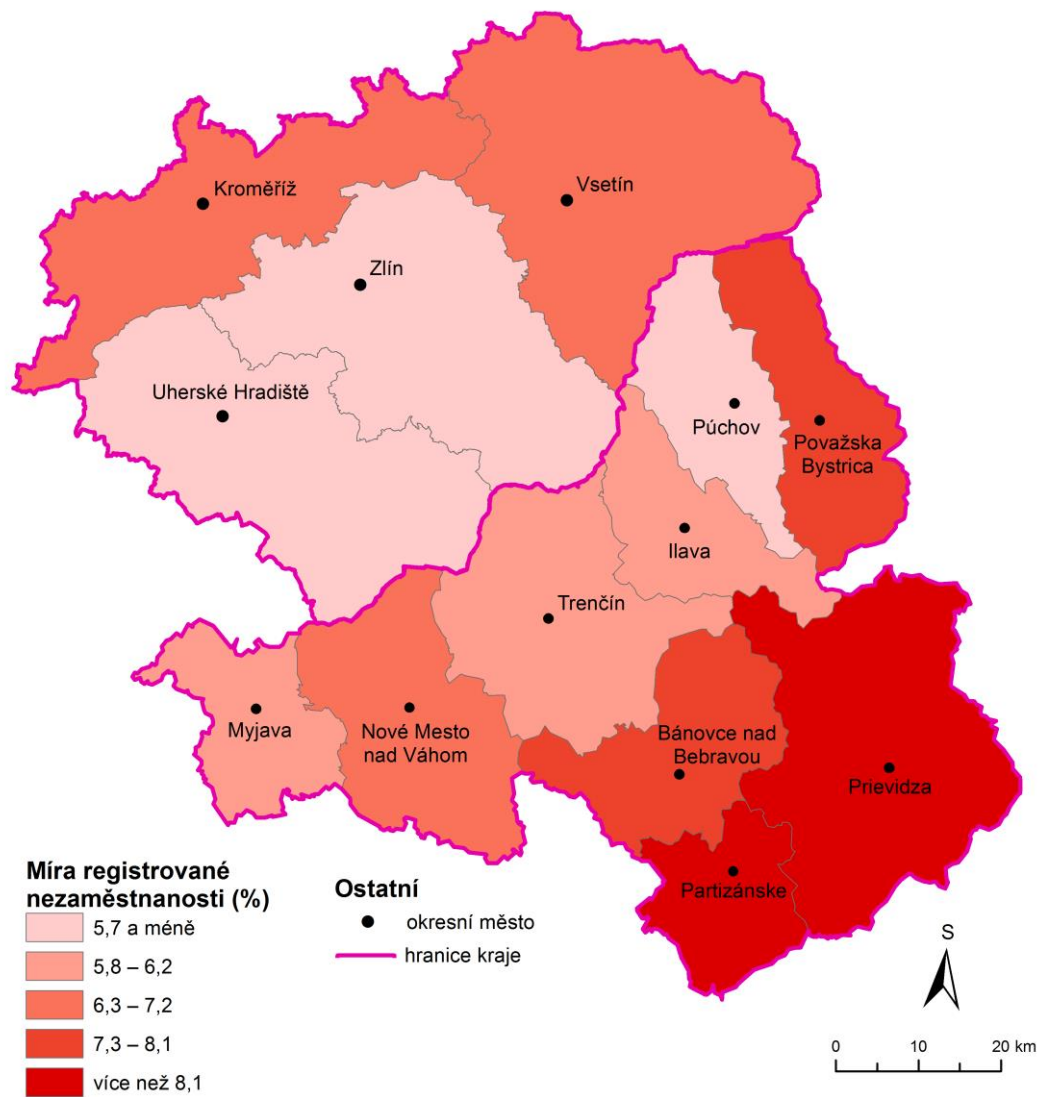 Kroměříž
Vsetín
Zlín
Uherské Hradiště
Púchov
Považska
Bystrica
Ilava
Trenčín
Myjava
Nové Mesto
nad Váhom
Bánovce nad
Bebravou
Prievidza
Partizánske
Míra registrované
nezaměstnanosti (%)
5,7 a méně
5,8 – 6,2
6,3 – 7,2
7,3 – 8,1
více než 8,1
Ostatní
okresní město
hranice kraje
S
0 10 20 km